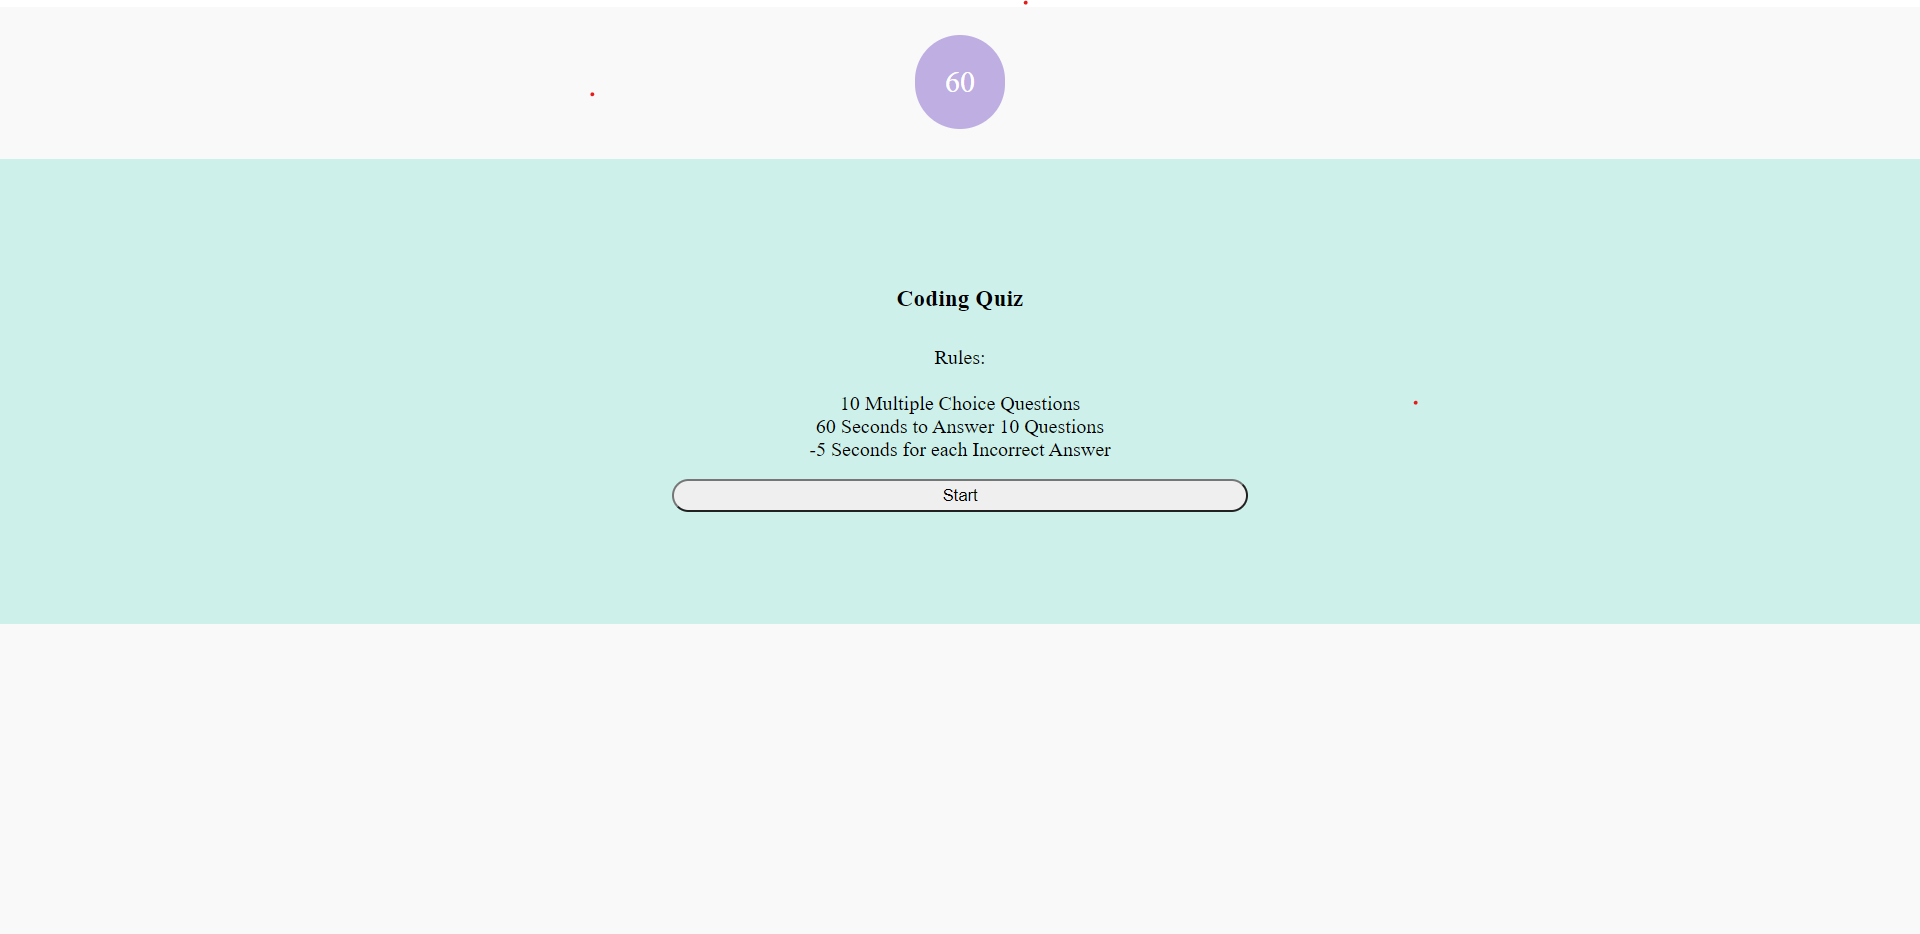 60
Coding Quiz
Rules:
10 Multiple Choice Questions
60 Seconds to Answer 10 Questions
-5 Seconds for each Incorrect Answer
Start